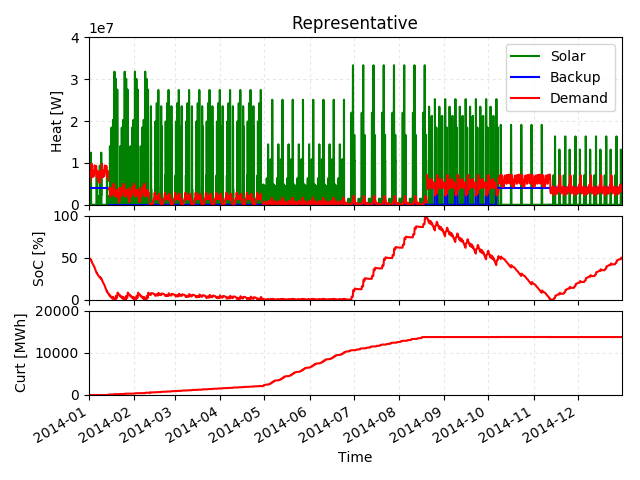 Representative
1e7
4
3
2
1
0
Heat [W]
Solar
Backup
Demand
100
50
0
SoC [%]
20000
10000
0
Curt [MWh]
2014-01
2014-02
2014-03
2014-04
2014-05
2014-06
2014-07
2014-08
2014-09
2014-10
2014-11
2014-12
Time